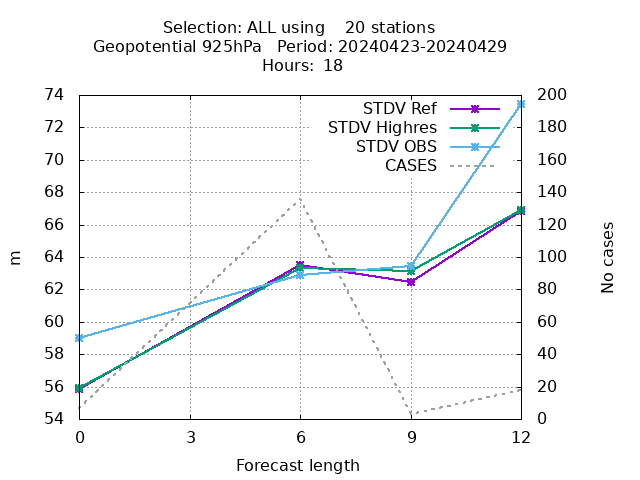 Selection: ALL using    20 stations
Geopotential 925hPa   Period: 20240423-20240429
Hours: 18
STDV Ref
STDV Highres
STDV OBS
CASES
74
72
70
68
66
64
62
60
58
56
54
200
180
160
140
120
100
80
60
40
20
0
m
No cases
0 3 6 9 12
Forecast length